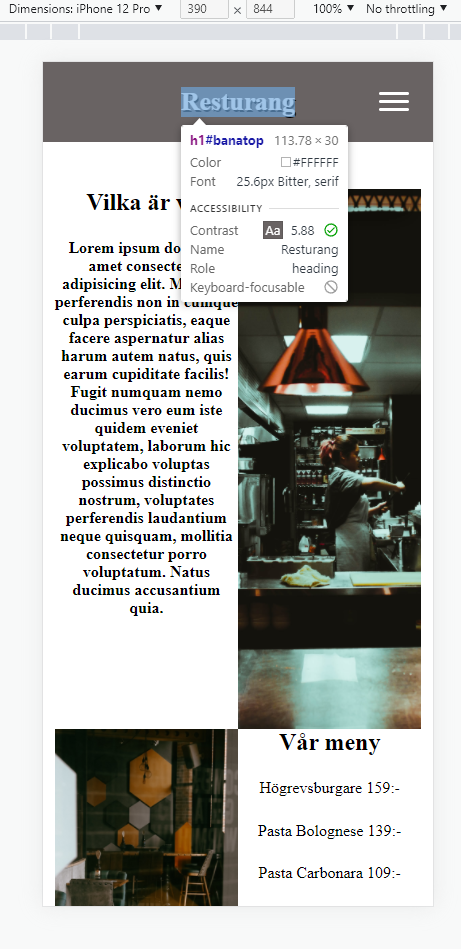 Dimensions: iPhone 12 Pro ▼ 390 × 844 100% ▼ No throttling ▼
Resturang
h1#banatop 113.78 × 30
Color #FFFFFF
Font 25.6px Bitter, serif
ACCESSIBILITY
Contrast Aa 5.88
Name Resturang
Role heading
Keyboard-focusable
Vilka är v
Lorem ipsum do
amet consecte
adipisicing elit. M
perferendis non in cumque
culpa perspiciatis, eaque
facere aspernatur alias
harum autem natus, quis
earum cupiditate facilis!
Fugit numquam nemo
ducimus vero eum iste
quidem eveniet
voluptatem, laborum hic
explicabo voluptas
possimus distinctio
nostrum, voluptates
perferendis laudantium
neque quisquam, mollitia
consectetur porro
voluptatum. Natus
ducimus accusantium
quia.
Vår meny
Högrevsburgare 159:-
Pasta Bolognese 139:-
Pasta Carbonara 109:-